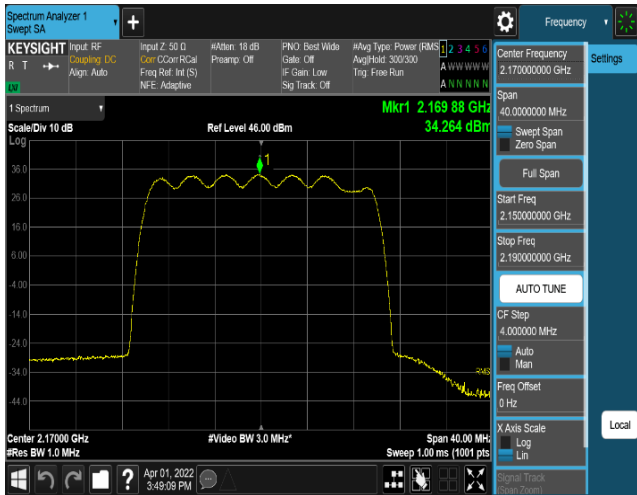 Spectrum Analyzer 1
Swept SA
Frequency
KEYSIGHT
R T
LXI
Input: RF
Coupling: DC
Align: Auto
Input Z: 50 Ω
Corr CCorr RCal
Freq Ref: Int (S)
NFE: Adaptive
#Atten: 18 dB
Preamp: Off
PNO: Best Wide
Gate: Off
IF Gain: Low
Sig Track: Off
#Avg Type: Power (RMS
Avg|Hold: 300/300
Trig: Free Run
1 2 3 4 5 6
A W W W W W
A N N N N N
1 Spectrum
Scale/Div 10 dB
Log
Ref Level 46.00 dBm
Mkr1 2.169 88 GHz
34.264 dBm
1
36.0
26.0
16.0
6.00
-4.00
-14.0
-24.0
-34.0
-44.0
RMS
Center 2.17000 GHz
#Res BW 1.0 MHz
#Video BW 3.0 MHz*
Span 40.00 MHz
Sweep 1.00 ms (1001 pts)
Apr 01, 2022
3:49:09 PM
?
Center Frequency
2.170000000 GHz
Span
40.0000000 MHz
Swept Span
Zero Span
Full Span
Start Freq
2.150000000 GHz
Stop Freq
2.190000000 GHz
AUTO TUNE
CF Step
4.000000 MHz
Auto
Man
Freq Offset
0 Hz
X Axis Scale
Log
Lin
Signal Track
(Span Zoom)
Settings
Local